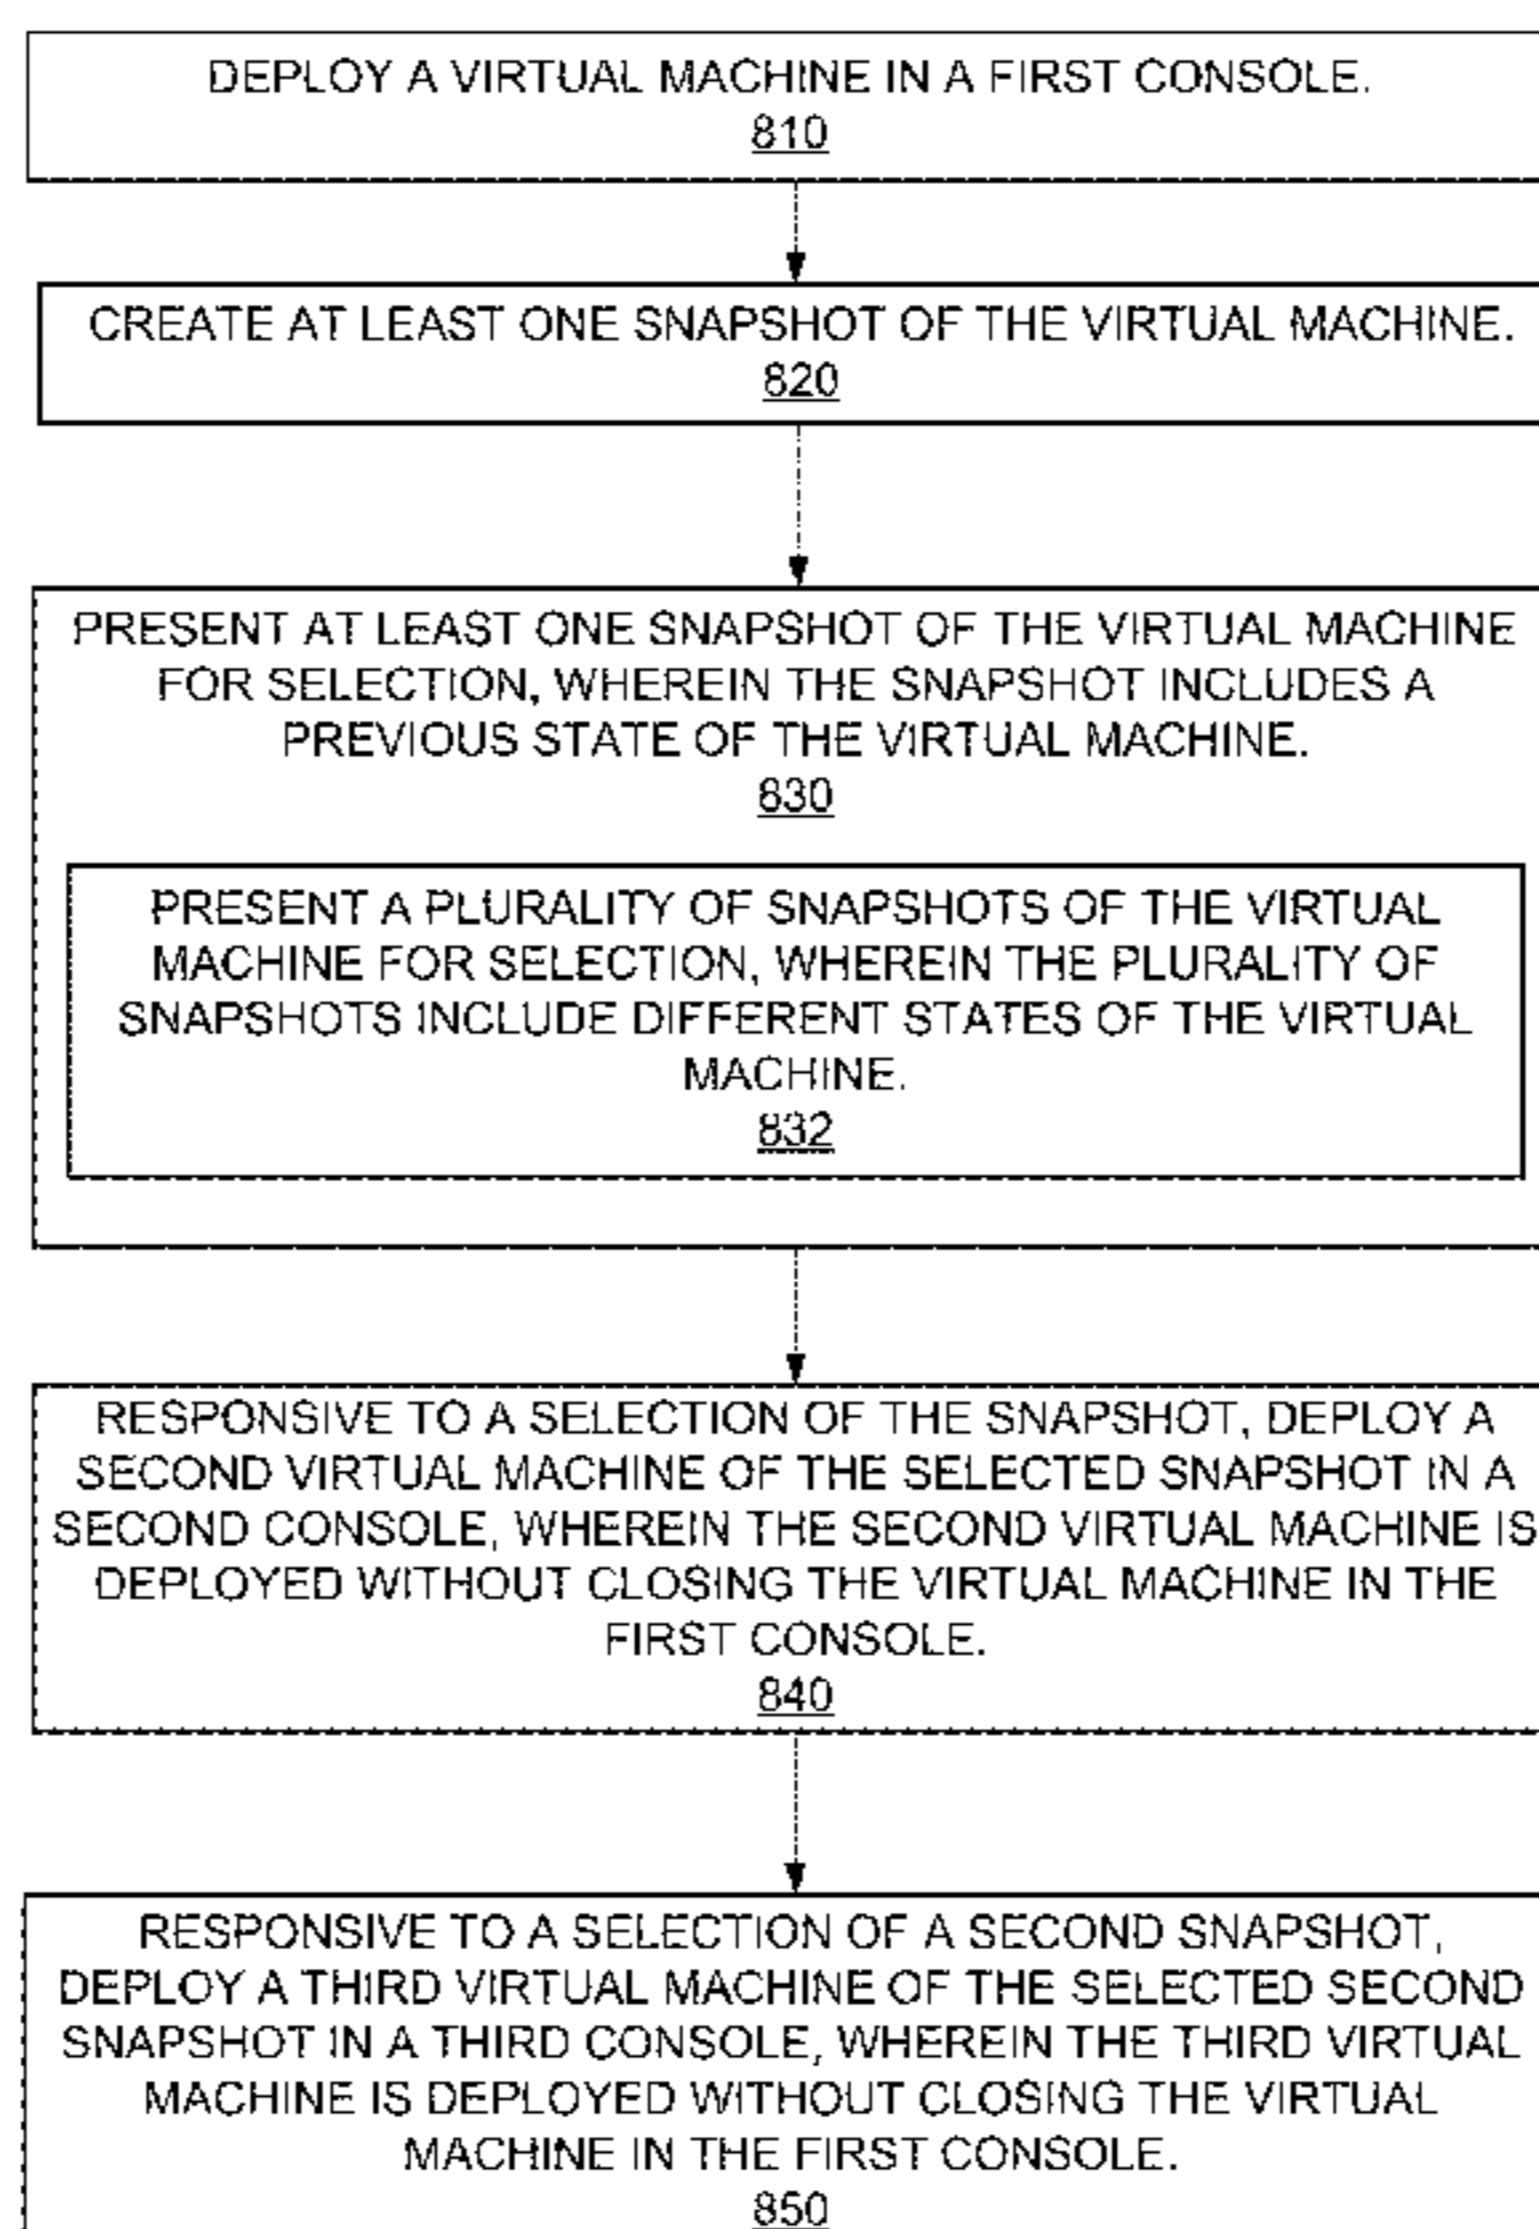 DEPLOY A VIRTUAL MACHINE IN A FIRST CONSOLE.
810
CREATE AT LEAST ONE SNAPSHOT OF THE VIRTUAL MACHINE.
820
PRESENT AT LEAST ONE SNAPSHOT OF THE VIRTUAL MACHINE
FOR SELECTION, WHEREIN THE SNAPSHOT INCLUDES A
PREVIOUS STATE OF THE VIRTUAL MACHINE.
830
PRESENT A PLURALITY OF SNAPSHOTS OF THE VIRTUAL
MACHINE FOR SELECTION, WHEREIN THE PLURALITY OF
SNAPSHOTS INCLUDE DIFFERENT STATES OF THE VIRTUAL
MACHINE.
832
RESPONSIVE TO A SELECTION OF THE SNAPSHOT, DEPLOY A
SECOND VIRTUAL MACHINE OF THE SELECTED SNAPSHOT IN A
SECOND CONSOLE, WHEREIN THE SECOND VIRTUAL MACHINE IS
DEPLOYED WITHOUT CLOSING THE VIRTUAL MACHINE IN THE
FIRST CONSOLE.
840
RESPONSIVE TO A SELECTION OF A SECOND SNAPSHOT,
DEPLOY A THIRD VIRTUAL MACHINE OF THE SELECTED SECOND
SNAPSHOT IN A THIRD CONSOLE, WHEREIN THE THIRD VIRTUAL
MACHINE IS DEPLOYED WITHOUT CLOSING THE VIRTUAL
MACHINE IN THE FIRST CONSOLE.
850